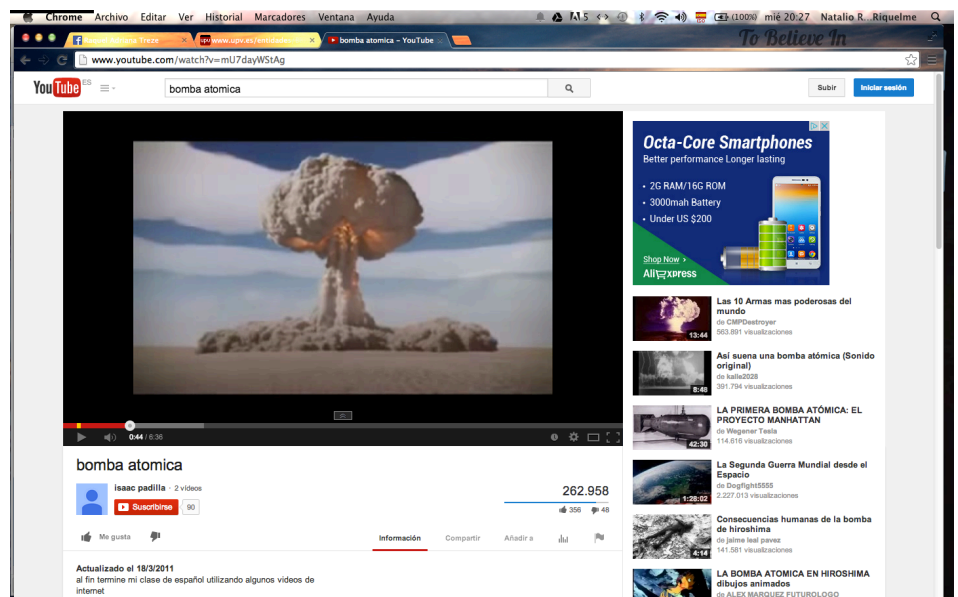 Chrome Archivo Editar Ver Historial Marcadores Ventana Ayuda
5 (100%) mié 20:27 Natalio R...Riquelme
Treze
www.upv.es/entidade
bomba atomica – YouTube
To Believe In
www.youtube.com/watch?v=mU7dayWStAg
YouTube ES
bomba atomica
Subir
Iniciar sesión
0:44 / 6:36
bomba atomica
isaac padilla · 2 vídeos
Suscribirse 90
262.958
356 48
Me gusta
Información Compartir Añadir a
Actualizado el 18/3/2011
al fin termine mi clase de español utilizando algunos videos de
internet
Octa-Core Smartphones
Better performance Longer lasting
• 2G RAM/16G ROM
• 3000mah Battery
• Under US $200
Shop Now ›
AliExpress
13:44
Las 10 Armas mas poderosas del
mundo
de CMPDestroyer
563.891 visualizaciones
8:48
Así suena una bomba atómica (Sonido
original)
de kalle2028
391.794 visualizaciones
42:30
LA PRIMERA BOMBA ATÓMICA: EL
PROYECTO MANHATTAN
de Wegener Tesla
114.616 visualizaciones
1:28:02
La Segunda Guerra Mundial desde el
Espacio
de Dogfight5555
2.227.013 visualizaciones
4:14
Consecuencias humanas de la bomba
de hiroshima
de jaime leal pavez
141.581 visualizaciones
LA BOMBA ATOMICA EN HIROSHIMA
dibujos animados
de ALEX MARQUEZ FUTUROLOGO